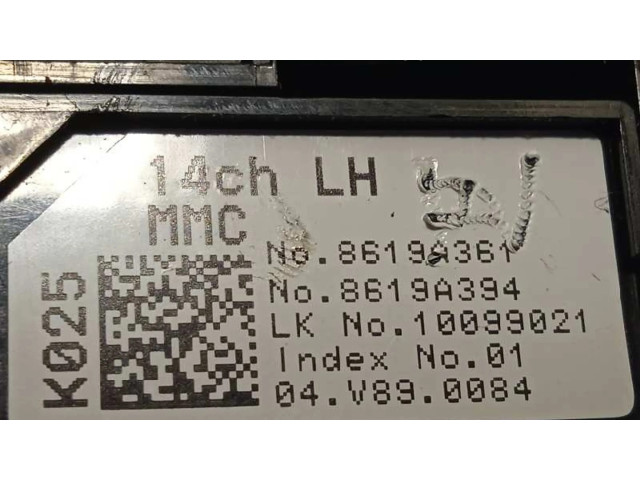 14ch LH
MMC
K025
No.8619A361
No.8619A394
LK No.10099021
Index No.01
04.V89.0084